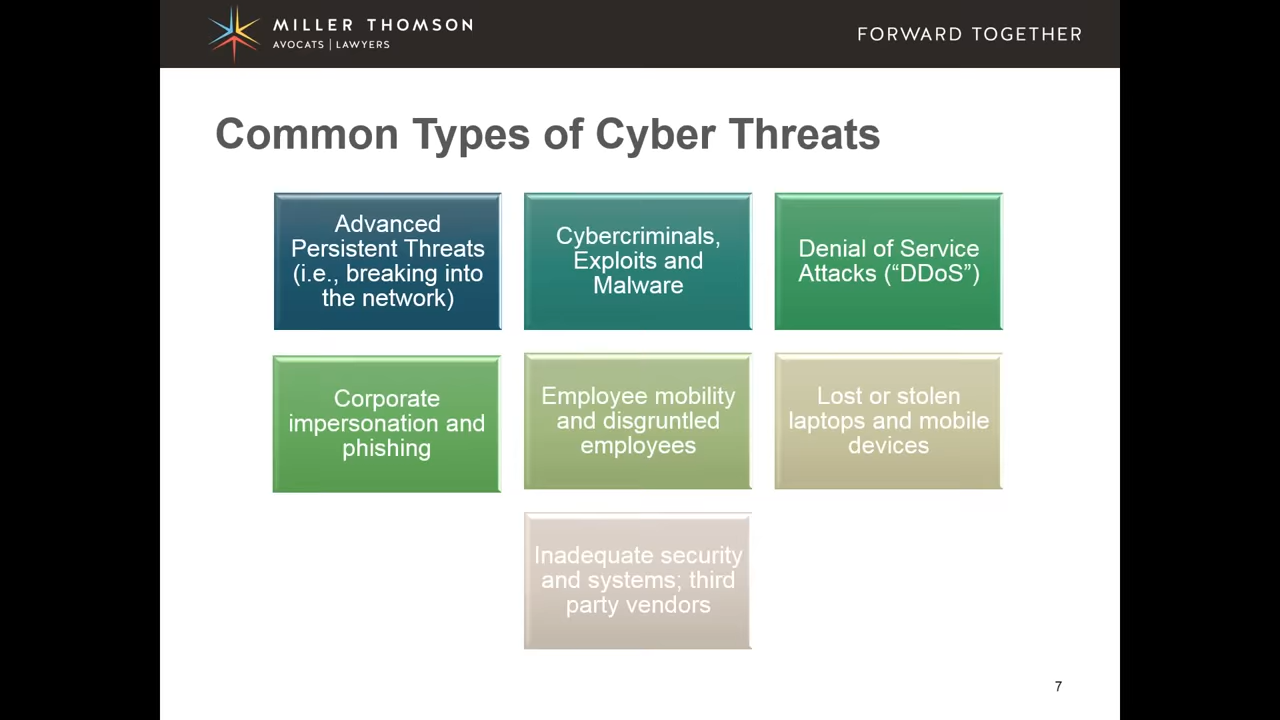 MILLER THOMSON
AVOCATS | LAWYERS
FORWARD TOGETHER
Common Types of Cyber Threats
Advanced
Persistent Threats
(i.e., breaking into
the network)
Cybercriminals,
Exploits and
Malware
Denial of Service
Attacks (“DDoS”)
Corporate
impersonation and
phishing
Employee mobility
and disgruntled
employees
Lost or stolen
laptops and mobile
devices
Inadequate security
and systems; third
party vendors
7